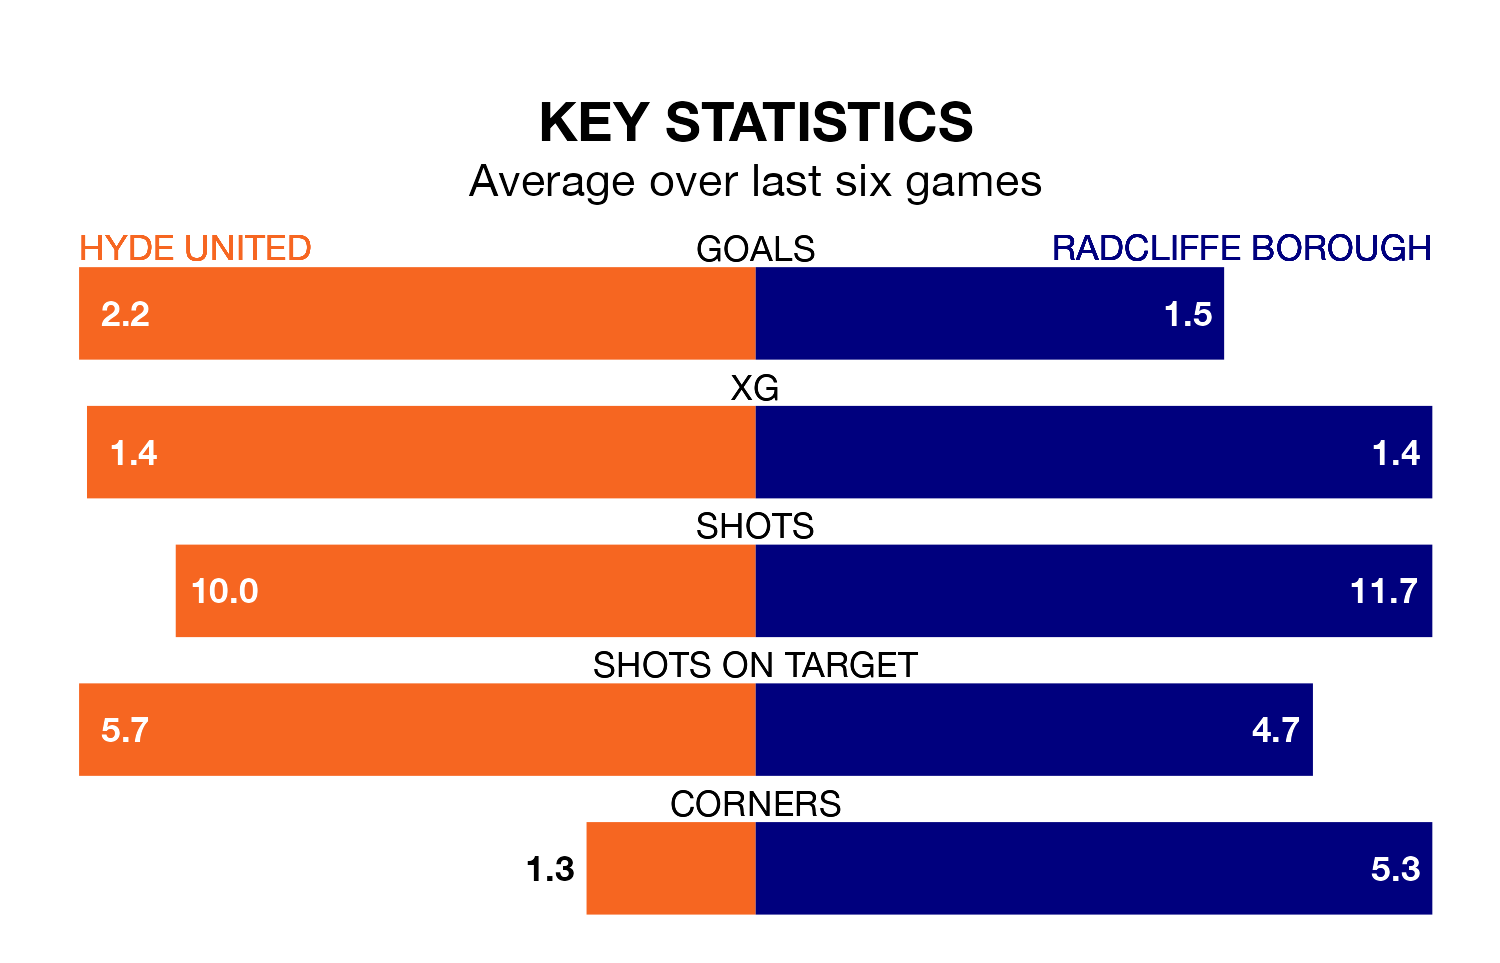 KEY STATISTICS
Average over last six games
HYDE UNITED GOALS RADCLIFFE BOROUGH
2.2 1.5
XG
1.4 1.4
SHOTS
10.0 11.7
SHOTS ON TARGET
5.7 4.7
CORNERS
1.3 5.3